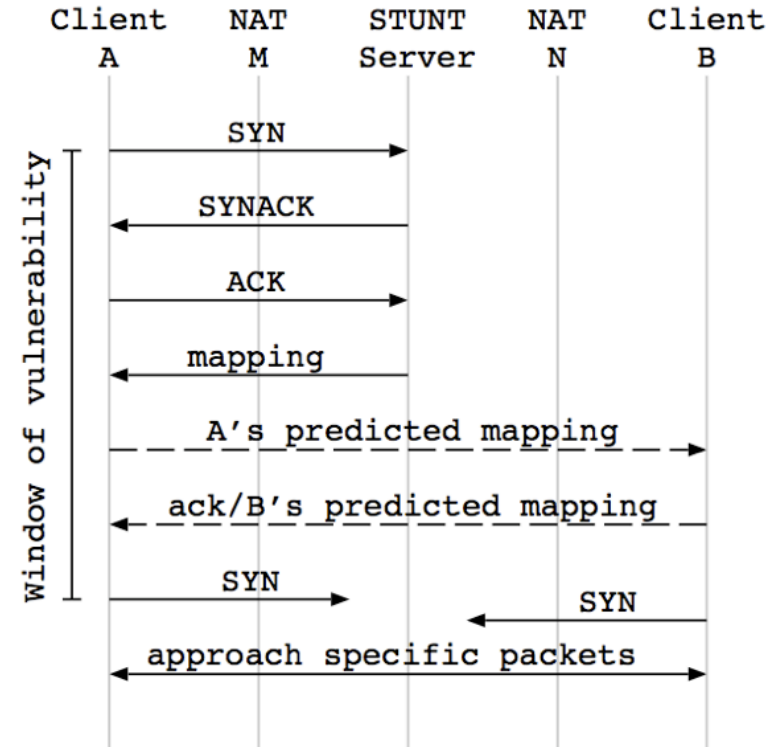 Client NAT STUNT NAT Client
A M Server N B
SYN
SYNACK
ACK
mapping
A's predicted mapping
ack/B's predicted mapping
SYN
SYN
approach specific packets
Window of vulnerability